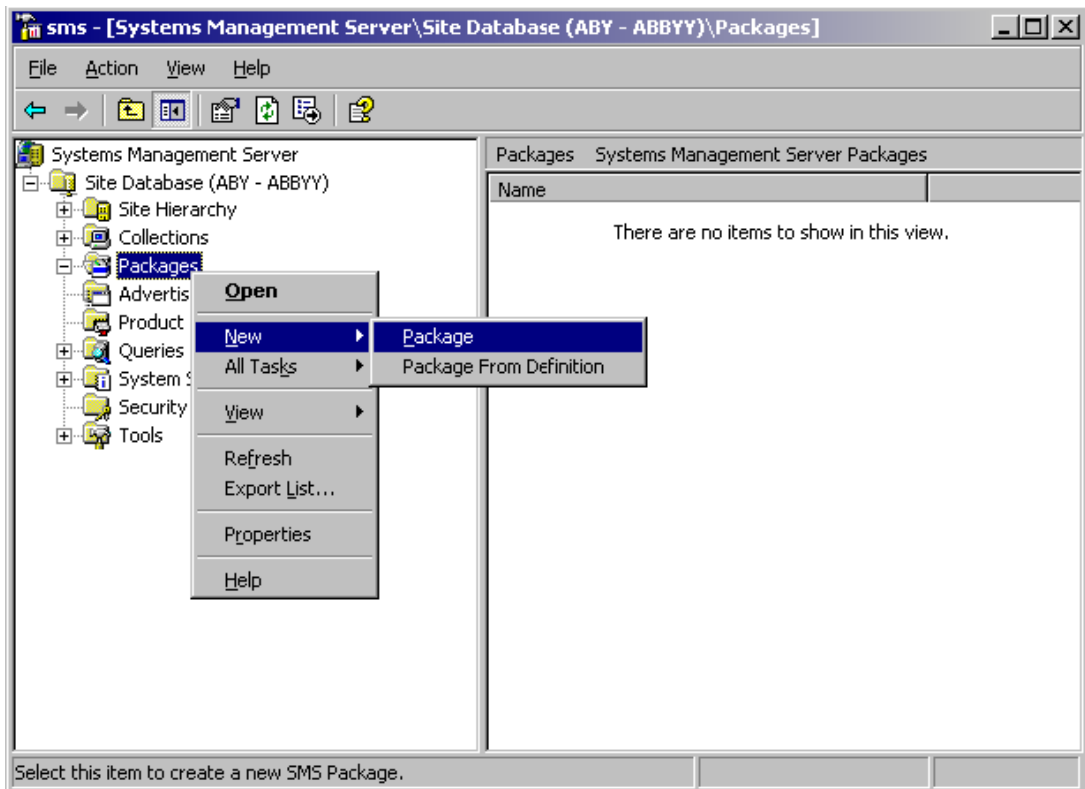 sms - [Systems Management Server\Site Database (ABY - ABBYY)\Packages]
File Action View Help
Systems Management Server
Site Database (ABY - ABBYY)
Site Hierarchy
Collections
Packages
Advertis
Product
Queries
System
Security
Tools
Open
New
All Tasks
View
Refresh
Export List...
Properties
Help
Package
Package From Definition
Packages Systems Management Server Packages
Name
There are no items to show in this view.
Select this item to create a new SMS Package.